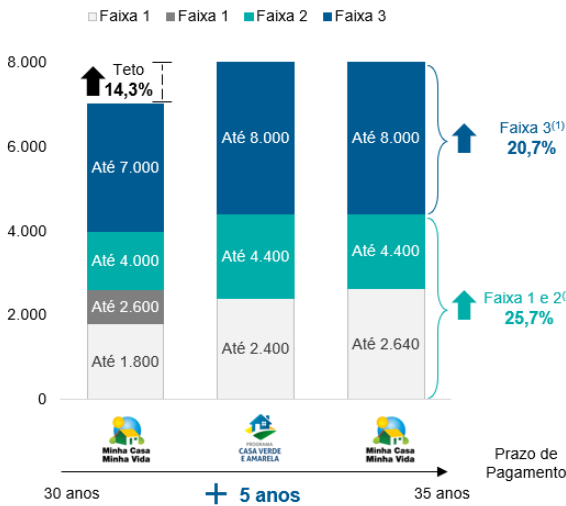 Faixa 1 Faixa 1 Faixa 2 Faixa 3
8.000
6.000
4.000
2.000
0
Teto
14,3%
Até 7.000
Até 4.000
Até 2.600
Até 1.800
Até 8.000
Até 4.400
Até 2.400
Até 8.000
Até 4.400
Até 2.640
Faixa 3(1)
20,7%
Faixa 1 e 2(
25,7%
Minha Casa
Minha Vida
PROGRAMA
CASA VERDE
E AMARELA
Minha Casa
Minha Vida
Prazo de
Pagamento
30 anos + 5 anos 35 anos